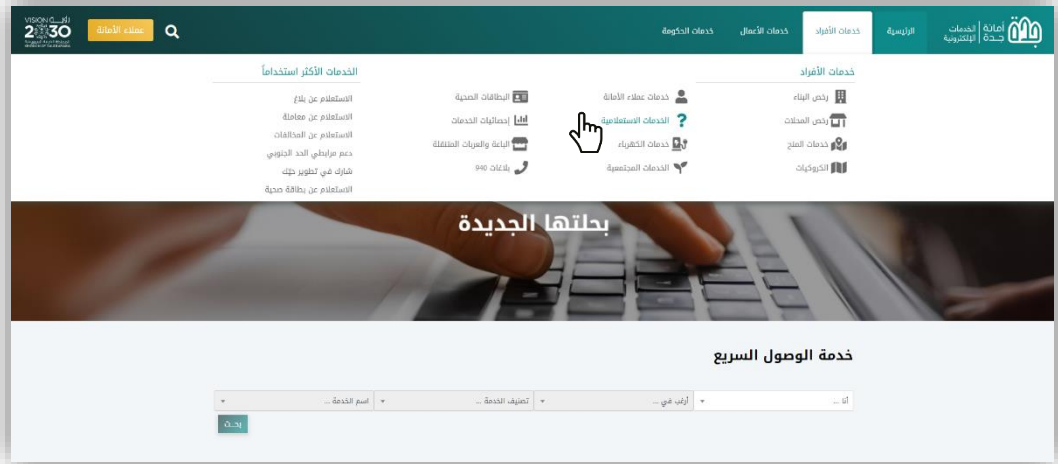 أمانة جـدة | الخدمات الإلكترونية
الرئيسية
خدمات الأفراد
خدمات الأعمال
خدمات الحكومة
عملاء الأمانة
VISION رؤيـــة
2030
خدمات الأفراد
رخص البناء
رخص المحلات
خدمات المنح
الكروكيات
خدمات عملاء الأمانة
الخدمات الاستعلامية
خدمات الكهرباء
الخدمات المجتمعية
البطاقات الصحية
إحصائيات الخدمات
الباعة والعربات المتنقلة
بلاغات 940
الخدمات الأكثر استخداماً
الاستعلام عن بلاغ
الاستعلام عن معاملة
الاستعلام عن المخالفات
دعم مرابطي الحد الجنوبي
شارك في تطوير حيّك
الاستعلام عن بطاقة صحية
بحلتها الجديدة
خدمة الوصول السريع
أنا ...
أرغب في ...
تصنيف الخدمة ...
اسم الخدمة ...
بحـث